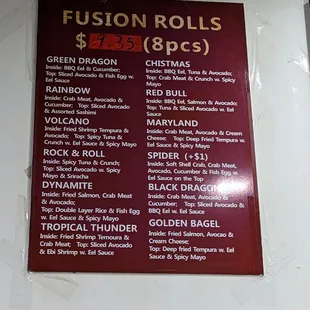 FUSION ROLLS
$ 9.35 (8pcs)
GREEN DRAGON
Inside: BBQ Eel & Cucumber;
Top: Sliced Avocado & Fish Egg w.
Eel Sauce
RAINBOW
Inside: Crab Meat, Avocado &
Cucumber; Top: Sliced Avocado
& Assorted Sashimi
VOLCANO
Inside: Fried Shrimp Tempura &
Avocado; Top: Spicy Tuna &
Crunch w. Eel Sauce & Spicy Mayo
ROCK & ROLL
Inside: Spicy Tuna & Crunch;
Top: Sliced Avocado w. Spicy
Mayo & Sriracha
DYNAMITE
Inside: Fried Salmon, Crab Meat
& Avocado;
Top: Double Layer Rice & Fish Egg
w. Eel Sauce & Spicy Mayo
TROPICAL THUNDER
Inside: Fried Shrimp Temoura &
Crab Meat; Top: Sliced Avocado
& Ebi Shrimp w. Eel Sauce
CHISTMAS
Inside: BBQ Eel, Tuna & Avocado;
Top: Crab Meat & Crunch w. Spicy
Mayo
RED BULL
Inside: BBQ Eel, Salmon & Avocado;
Top: Tuna & Sliced Avocado w. Eel
Sauce
MARYLAND
Inside: Crab Meat, Avocado & Cream
Cheese; Top: Deep Fried Tempura w.
Eel Sauce & Spicy Mayo
SPIDER (+$1)
Inside: Soft Shell Crab, Crab Meat,
Avocado, Cucumber & Fish Egg w.
Eel Sauce on the Top
BLACK DRAGON
Inside: Crab Meat, Avocado &
Cucumber; Top: Sliced Avocado &
BBQ Eel w. Eel Sauce
GOLDEN BAGEL
Inside: Fried Salmon, Avocao &
Cream Cheese;
Top: Deep fried Tempura w. Eel
Sauce & Spicy Mayo